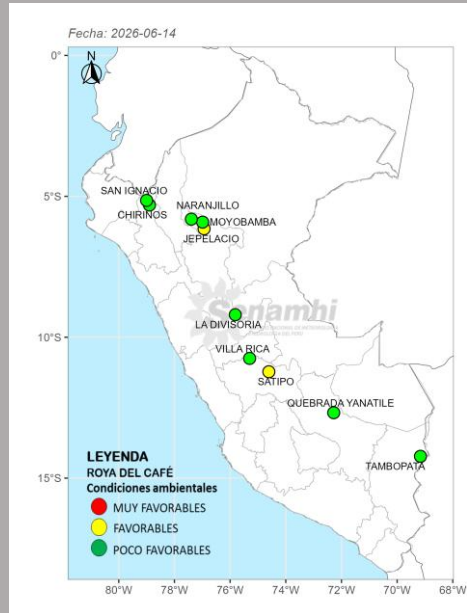 Fecha: 2026-06-14
N
0°
5°S
10°S
15°S
SAN IGNACIO
CHIRINOS
NARANJILLO
MOYOBAMBA
JEPELACIO
Senamhi
LA DIVISORIA
VILLA RICA
SATIPO
QUEBRADA YANATILE
TAMBOPATA
LEYENDA
ROYA DEL CAFÉ
Condiciones ambientales
MUY FAVORABLES
FAVORABLES
POCO FAVORABLES
80°W 78°W 76°W 74°W 72°W 70°W 68°W